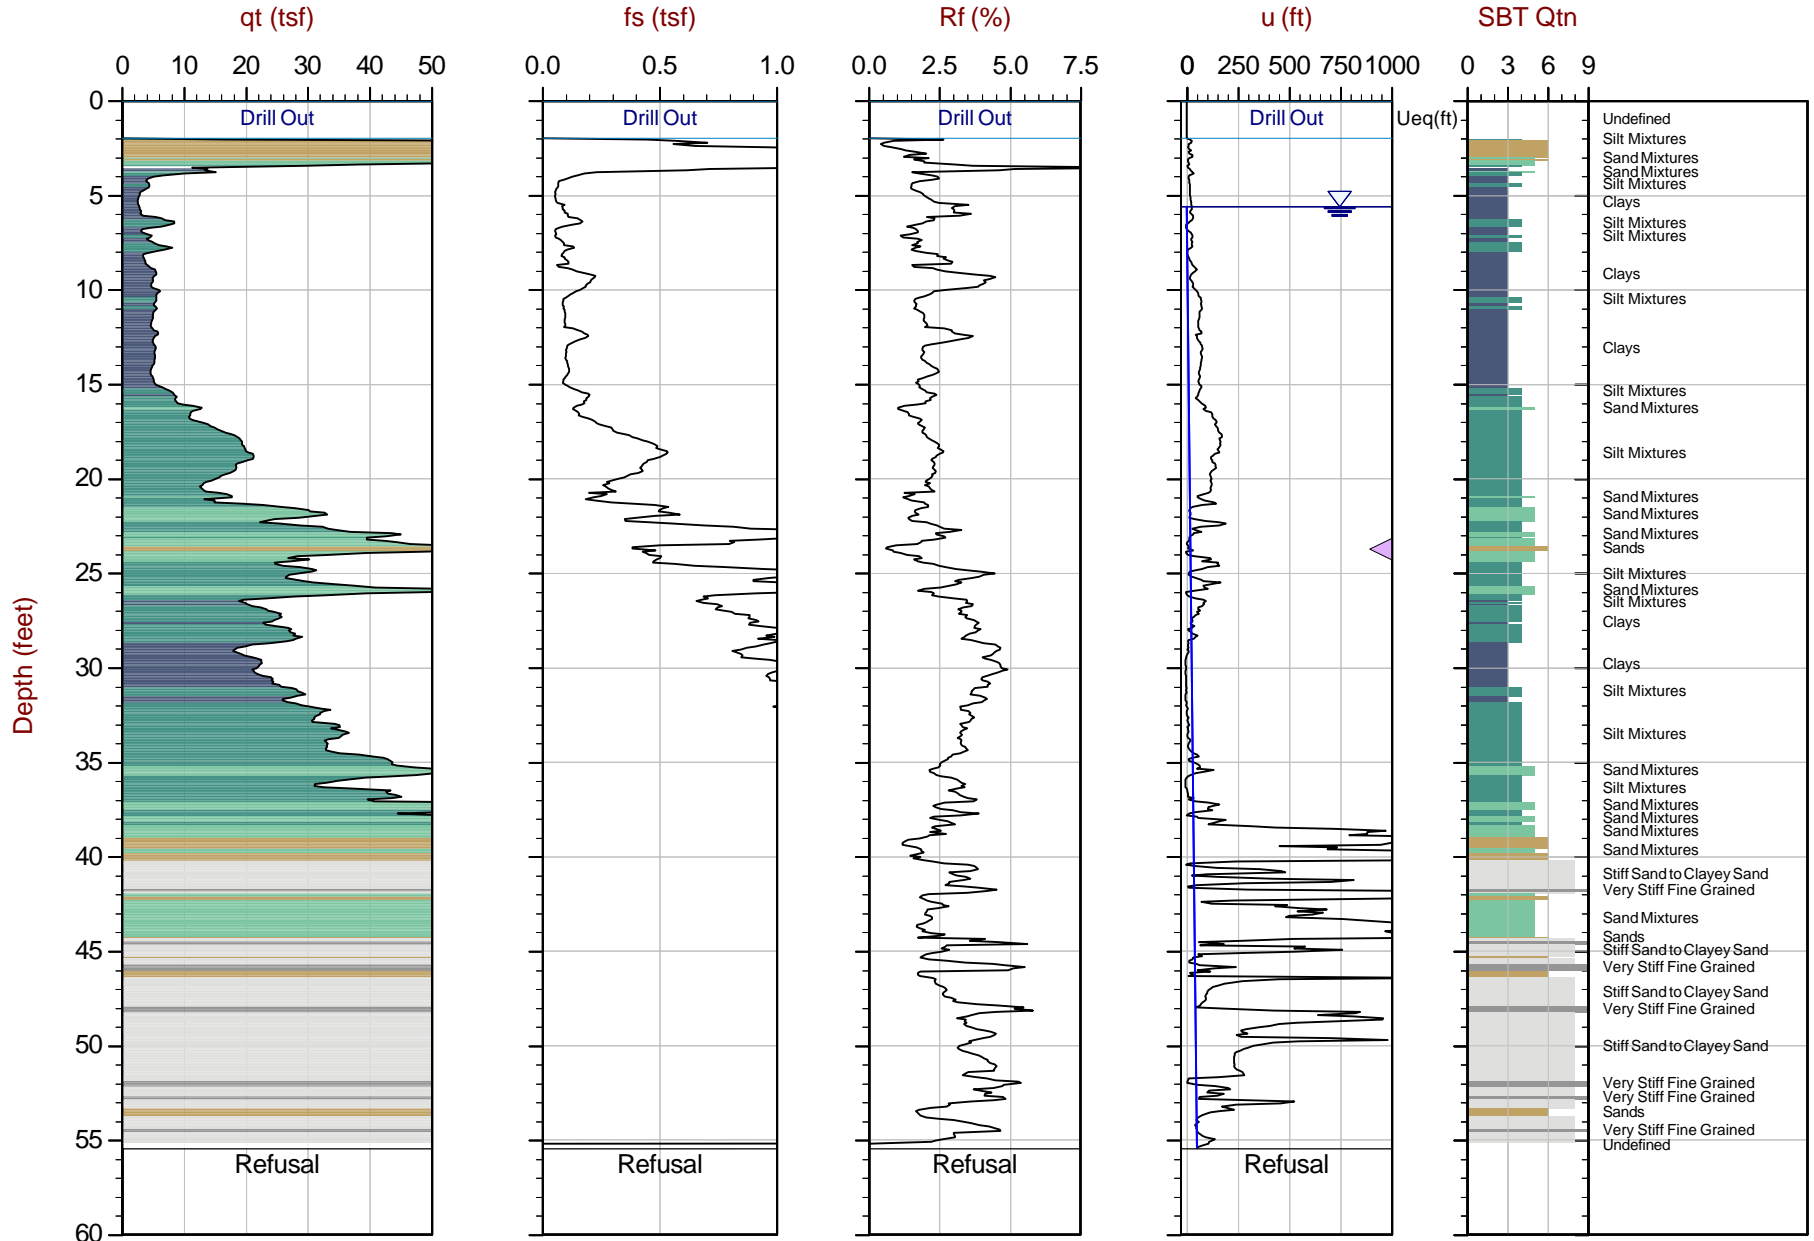 qt (tsf) fs (tsf) Rf (%) u (ft) SBT Qtn
0 10 20 30 40 50 0.0 0.5 1.0 0.0 2.5 5.0 7.5 0 250 500 750 1000 0 3 6 9
0
5
10
15
20
25
30
35
40
45
50
55
60
Depth (feet)
Drill Out Drill Out Drill Out Drill Out Ueq(ft)
Undefined
Silt Mixtures
Sand Mixtures
Sand Mixtures
Silt Mixtures
Clays
Silt Mixtures
Silt Mixtures
Clays
Silt Mixtures
Clays
Silt Mixtures
Sand Mixtures
Silt Mixtures
Sand Mixtures
Sand Mixtures
Sand Mixtures
Sands
Silt Mixtures
Sand Mixtures
Silt Mixtures
Clays
Clays
Silt Mixtures
Silt Mixtures
Sand Mixtures
Silt Mixtures
Sand Mixtures
Sand Mixtures
Sand Mixtures
Sand Mixtures
Stiff Sand to Clayey Sand
Very Stiff Fine Grained
Sand Mixtures
Sands
Stiff Sand to Clayey Sand
Very Stiff Fine Grained
Stiff Sand to Clayey Sand
Very Stiff Fine Grained
Stiff Sand to Clayey Sand
Very Stiff Fine Grained
Very Stiff Fine Grained
Sands
Very Stiff Fine Grained
Undefined
Refusal Refusal Refusal Refusal